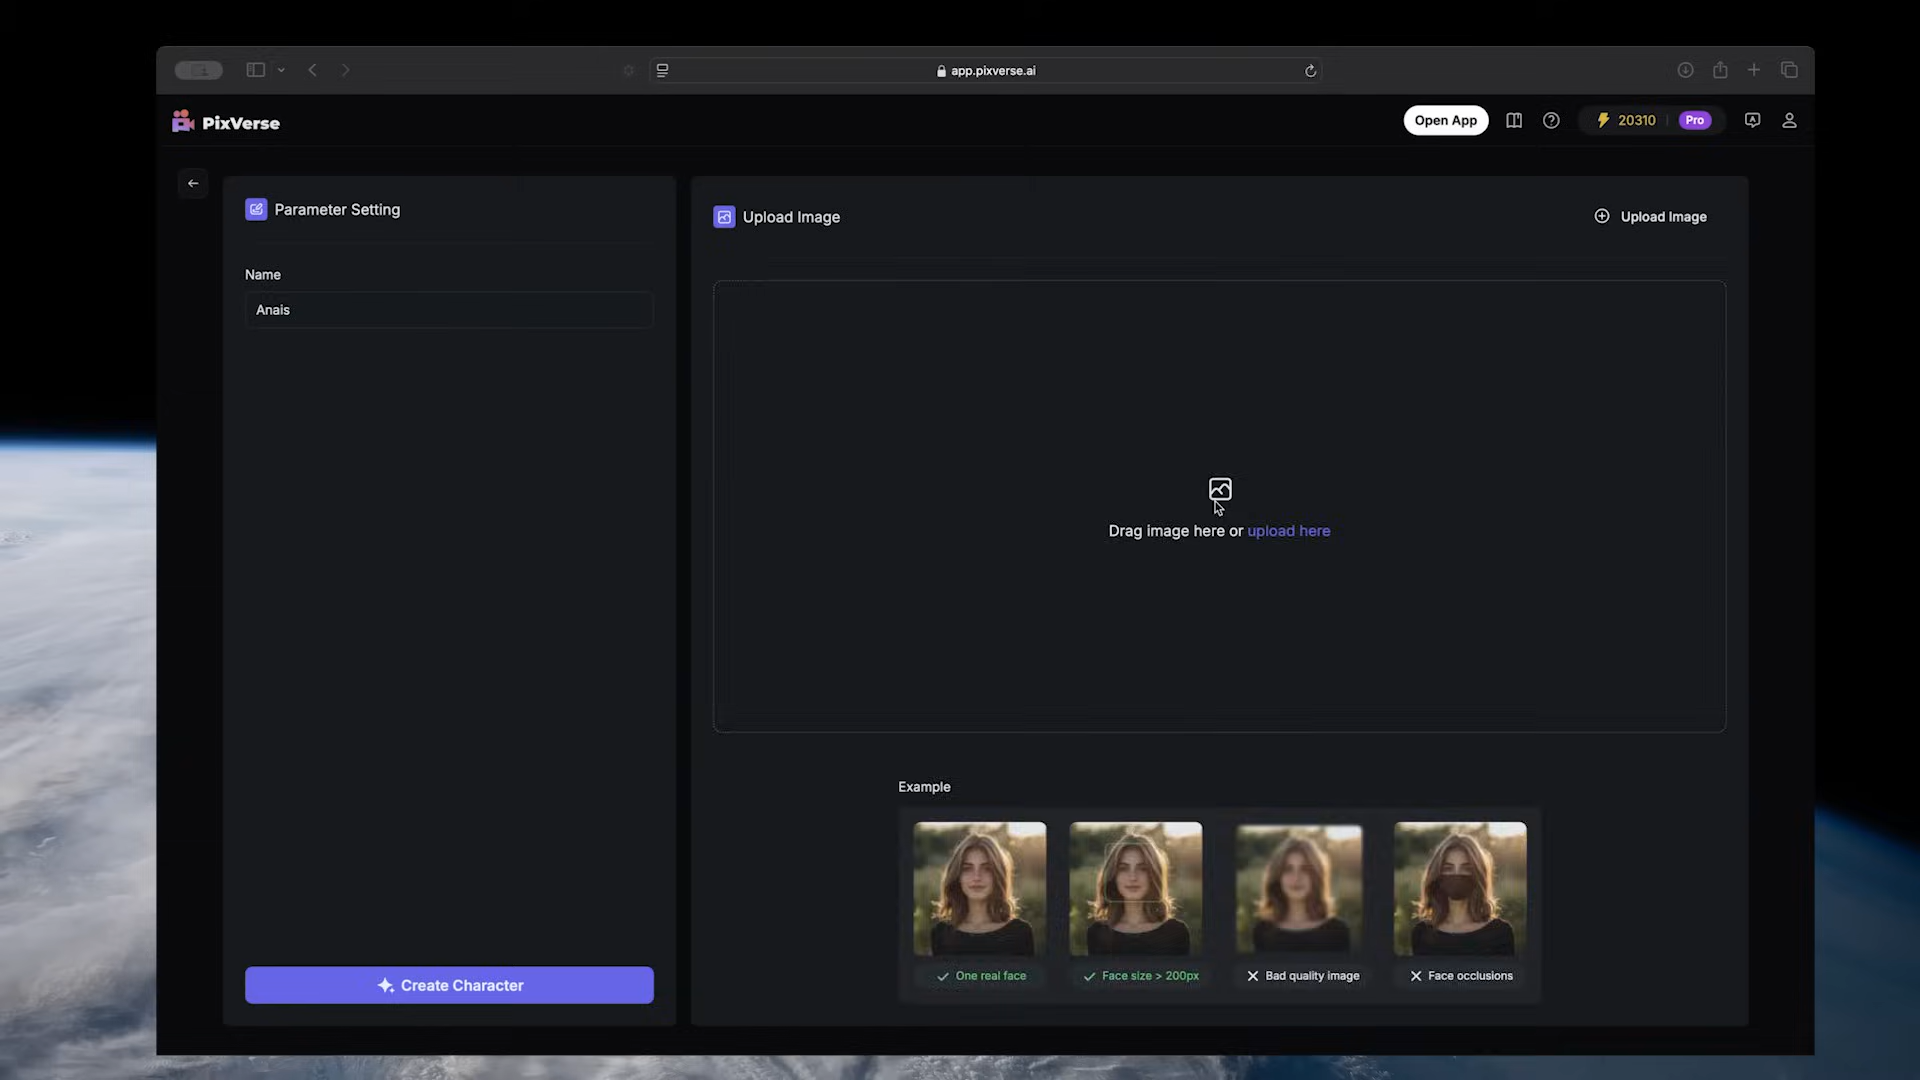 app.pixverse.ai
PixVerse
Open App
20310
Pro
Parameter Setting
Name
Anais
Create Character
Upload Image
Upload Image
Drag image here or upload here
Example
One real face
Face size > 200px
Bad quality image
Face occlusions